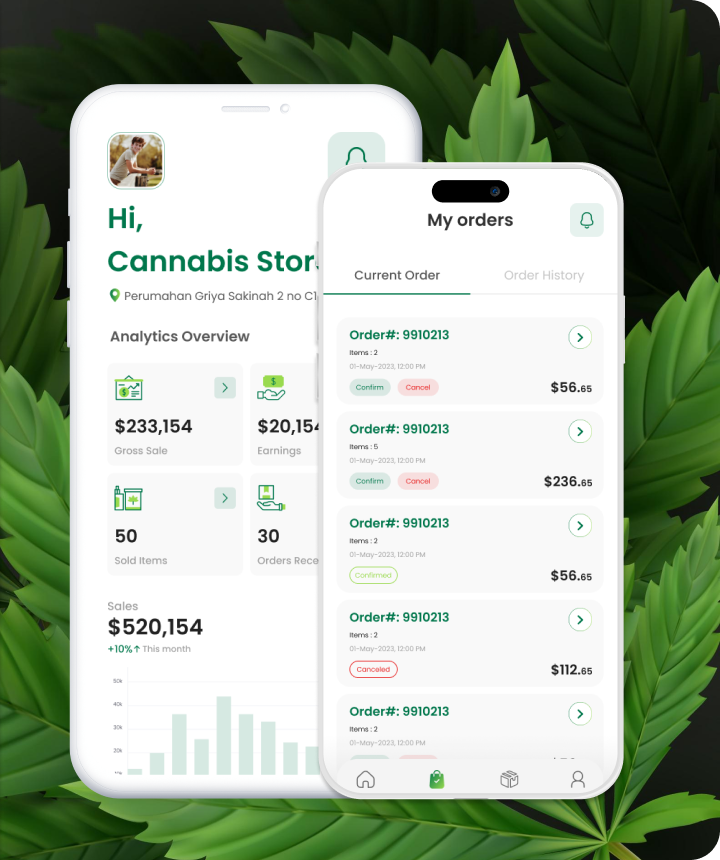 Hi,
Cannabis Stor
Perumahan Griya Sakinah 2 no C1
Analytics Overview
$233,154
Gross Sale
$20,154
Earnings
50
Sold Items
30
Orders Rece
Sales
$520,154
+10%↑ This month
50k
40k
30k
20k
My orders
Current Order
Order History
Order#: 9910213
Items : 2
01-May-2023, 12:00 PM
Confirm Cancel $56.65
Order#: 9910213
Items : 5
01-May-2023, 12:00 PM
Confirm Cancel $236.65
Order#: 9910213
Items : 2
01-May-2023, 12:00 PM
Confirmed $56.65
Order#: 9910213
Items : 2
01-May-2023, 12:00 PM
Canceled $112.65
Order#: 9910213
Items : 2
01-May-2023, 12:00 PM